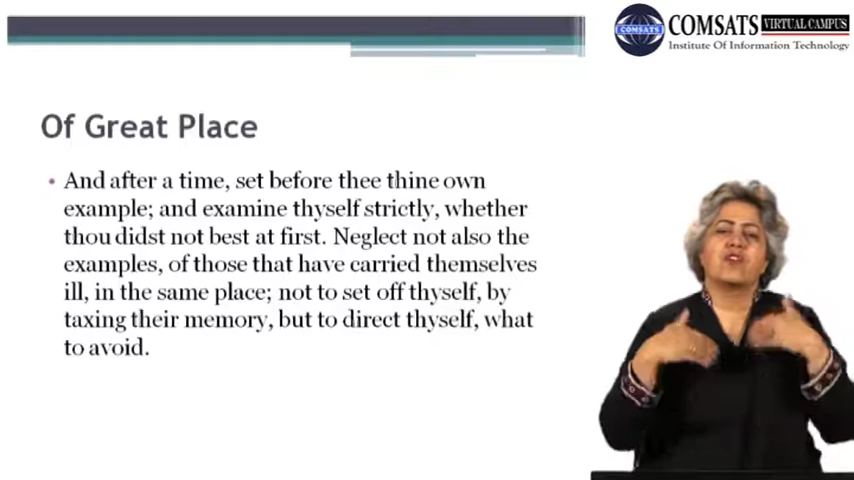 COMSATS VIRTUAL CAMPUS
COMSATS
Institute Of Information Technology
Of Great Place
• And after a time, set before thee thine own
example; and examine thyself strictly, whether
thou didst not best at first. Neglect not also the
examples, of those that have carried themselves
ill, in the same place; not to set off thyself, by
taxing their memory, but to direct thyself, what
to avoid.